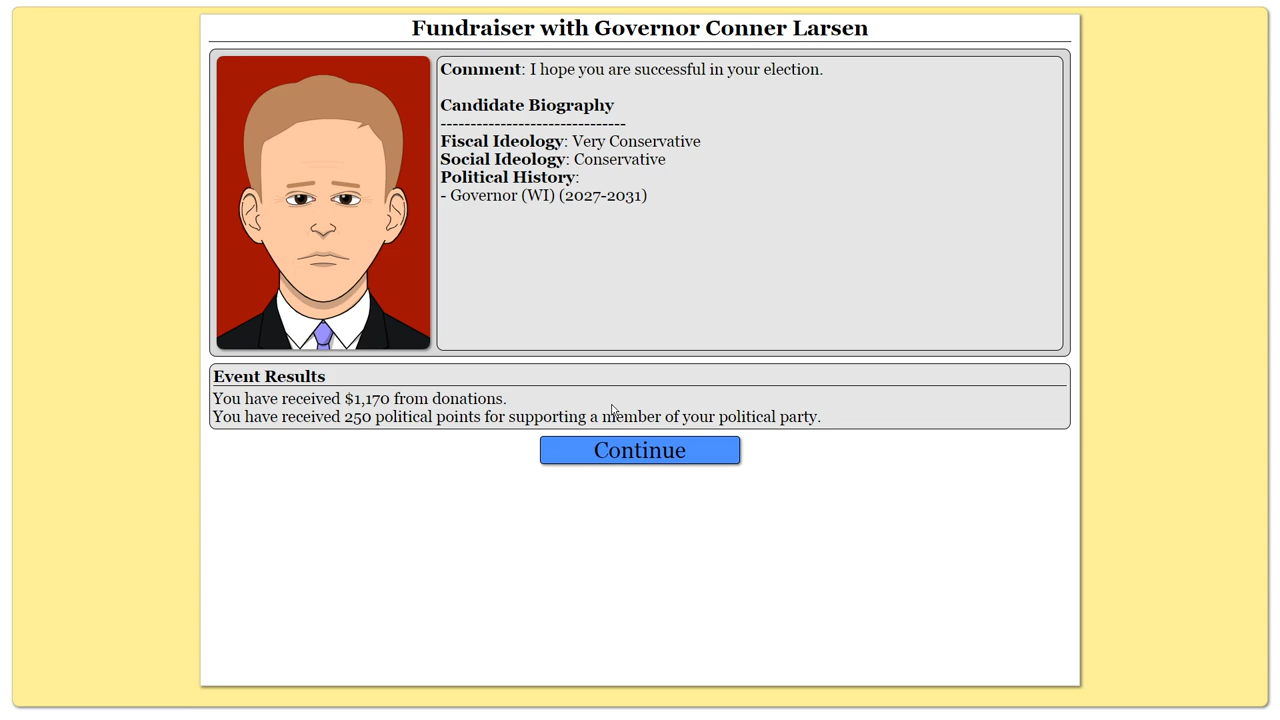 Fundraiser with Governor Conner Larsen
Comment: I hope you are successful in your election.
Candidate Biography
-------------------------------
Fiscal Ideology: Very Conservative
Social Ideology: Conservative
Political History:
- Governor (WI) (2027-2031)
Event Results
You have received $1,170 from donations.
You have received 250 political points for supporting a member of your political party.
Continue